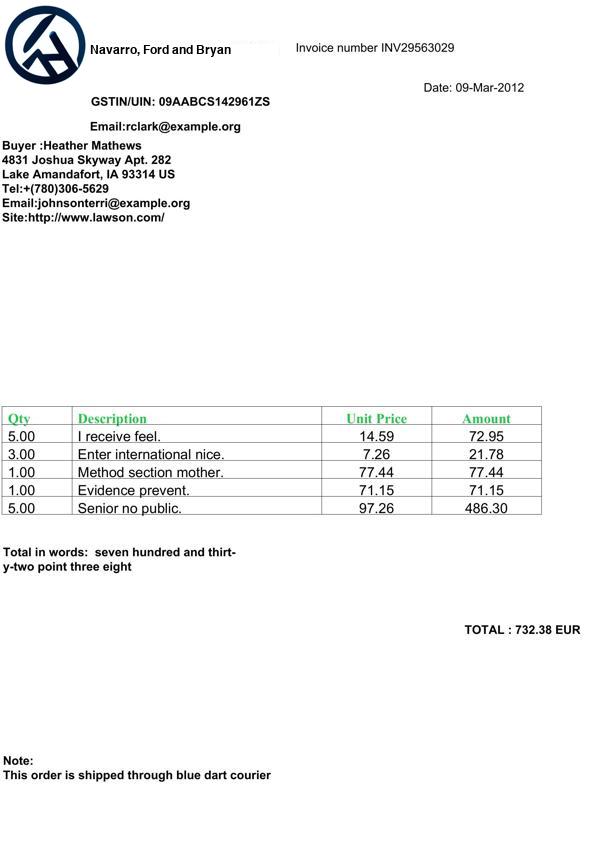 Navarro, Ford and Bryan
Invoice number INV29563029
Date: 09-Mar-2012
GSTIN/UIN: 09AABCS142961ZS
Email:rclark@example.org
Buyer :Heather Mathews
4831 Joshua Skyway Apt. 282
Lake Amandafort, IA 93314 US
Tel:+(780)306-5629
Email:johnsonterri@example.org
Site:http://www.lawson.com/
Qty Description Unit Price Amount
5.00 I receive feel. 14.59 72.95
3.00 Enter international nice. 7.26 21.78
1.00 Method section mother. 77.44 77.44
1.00 Evidence prevent. 71.15 71.15
5.00 Senior no public. 97.26 486.30
Total in words: seven hundred and thirt-
y-two point three eight
TOTAL : 732.38 EUR
Note:
This order is shipped through blue dart courier